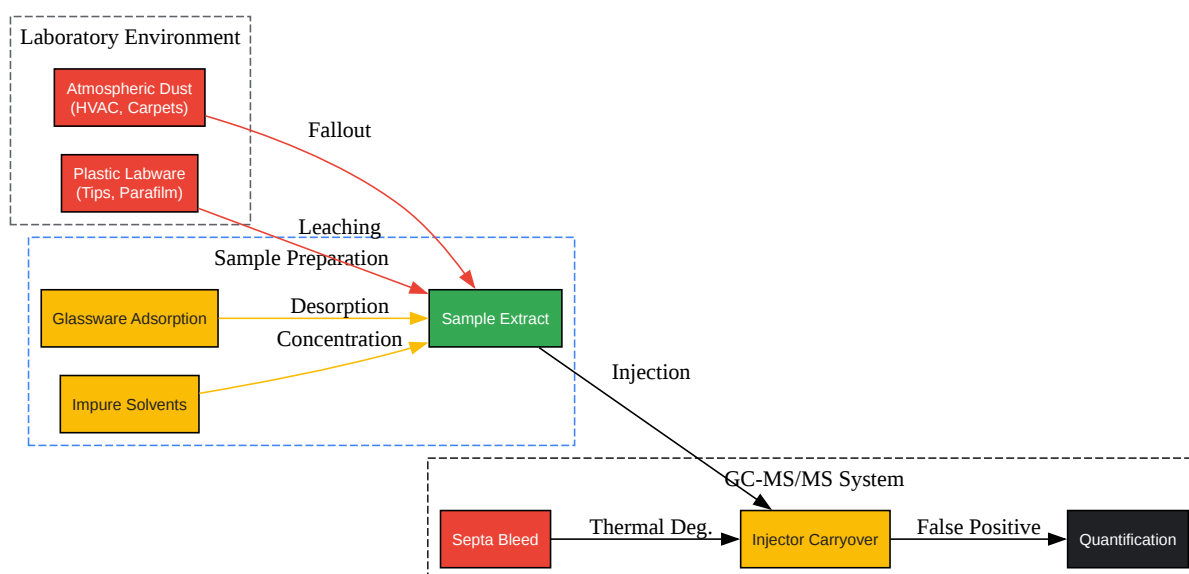 Laboratory Environment
Atmospheric Dust
(HVAC, Carpets)
Fallout
Plastic Labware
(Tips, Parafilm)
Leaching
Sample Preparation
Glassware Adsorption
Desorption
Sample Extract
Concentration
Impure Solvents
Injection
GC-MS/MS System
Septa Bleed
Thermal Deg.
Injector Carryover
False Positive
Quantification